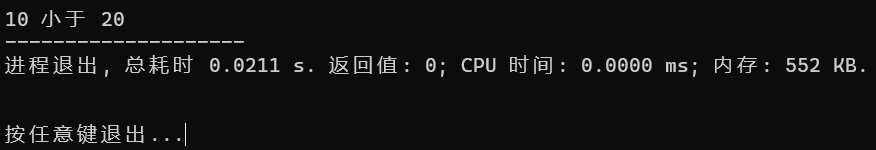 10 小于 20
--------------------
进程退出, 总耗时 0.0211 s. 返回值: 0; CPU 时间: 0.0000 ms; 内存: 552 KB.
按任意键退出...